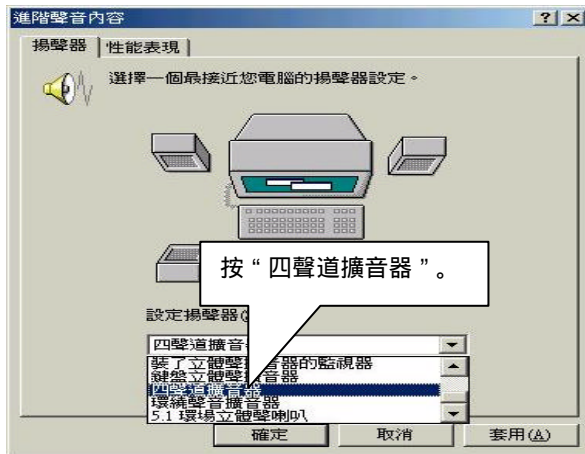 進階聲音內容
揚聲器
性能表現
選擇一個最接近您電腦的揚聲器設定。
按“四聲道擴音器”。
設定揚聲器(
四聲道擴音
裝了立體聲擴音器的監視器
鍵盤立體聲擴音器
四聲道擴音器
環繞聲音擴音器
5.1 環場立體聲喇叭
確定
取消
套用(A)